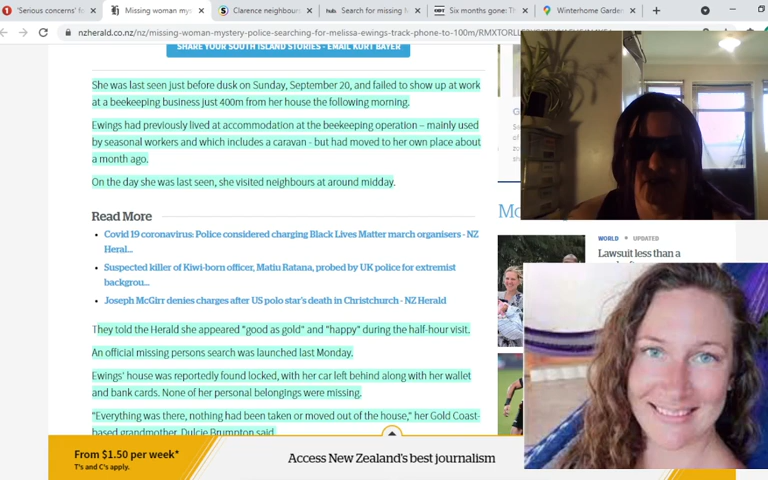 'Serious concerns' f
Missing woman my
Clarence neighbour
Search for missing M
Six months gone: Th
Winterhome Garden
nzherald.co.nz/nz/missing-woman-mystery-police-searching-for-melissa-ewings-track-phone-to-100m/
SHARE YOUR SOUTH ISLAND STORIES - EMAIL KURT BAYER
She was last seen just before dusk on Sunday, September 20, and failed to show up at work
at a beekeeping business just 400m from her house the following morning.
Ewings had previously lived at accommodation at the beekeeping operation – mainly used
by seasonal workers and which includes a caravan - but had moved to her own place about
a month ago.
On the day she was last seen, she visited neighbours at around midday.
Read More
Covid 19 coronavirus: Police considered charging Black Lives Matter march organisers - NZ
Heral...
Suspected killer of Kiwi-born officer, Matiu Ratana, probed by UK police for extremist
backgrou...
Joseph McGirr denies charges after US polo star's death in Christchurch - NZ Herald
They told the Herald she appeared "good as gold" and "happy" during the half-hour visit.
An official missing persons search was launched last Monday.
Ewings' house was reportedly found locked, with her car left behind along with her wallet
and bank cards. None of her personal belongings were missing.
"Everything was there, nothing had been taken or moved out of the house," her Gold Coast-
based grandmother, Dulcie Brumpton said.
WORLD • UPDATED
Lawsuit less than a
From $1.50 per week*
T's and C's apply.
Access New Zealand's best journalism